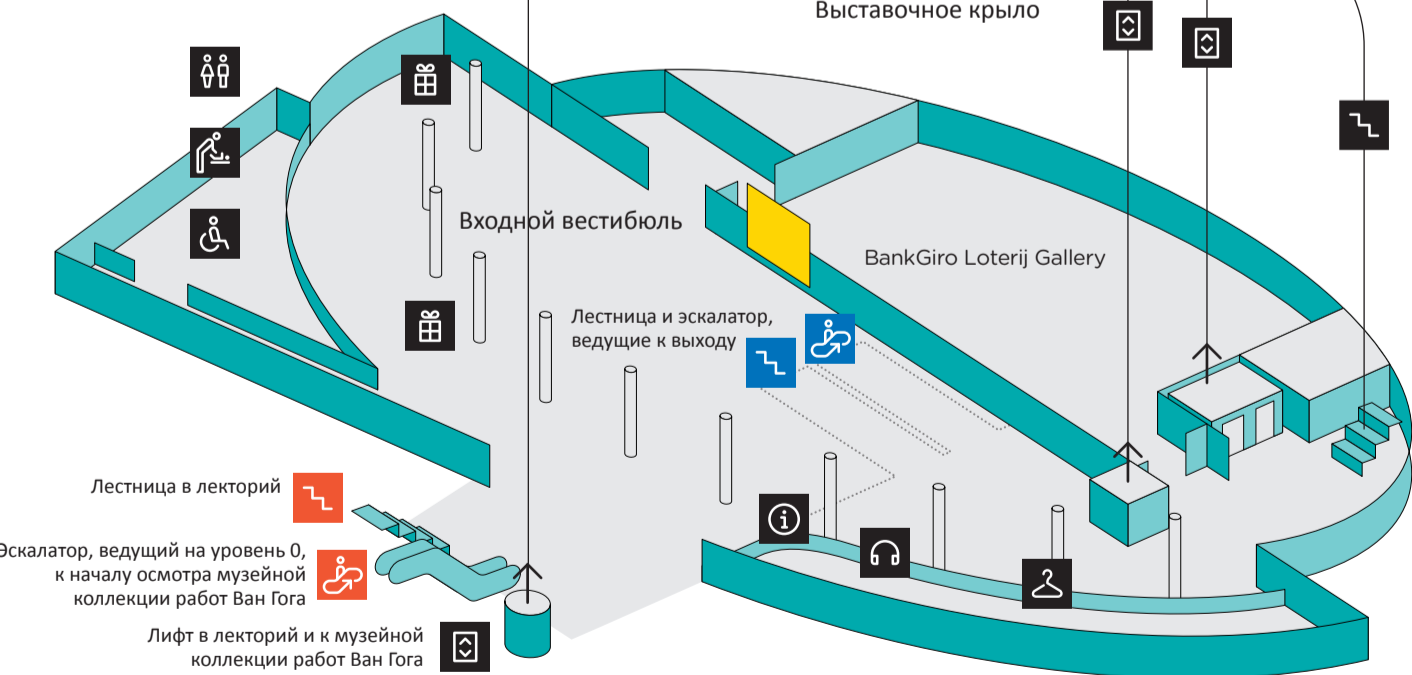 Выставочное крыло
Входной вестибюль
BankGiro Loterij Gallery
Лестница и эскалатор,
ведущие к выходу
Лестница в лекторий
Эскалатор, ведущий на уровень 0,
к началу осмотра музейной
коллекции работ Ван Гога
Лифт в лекторий и к музейной
коллекции работ Ван Гога